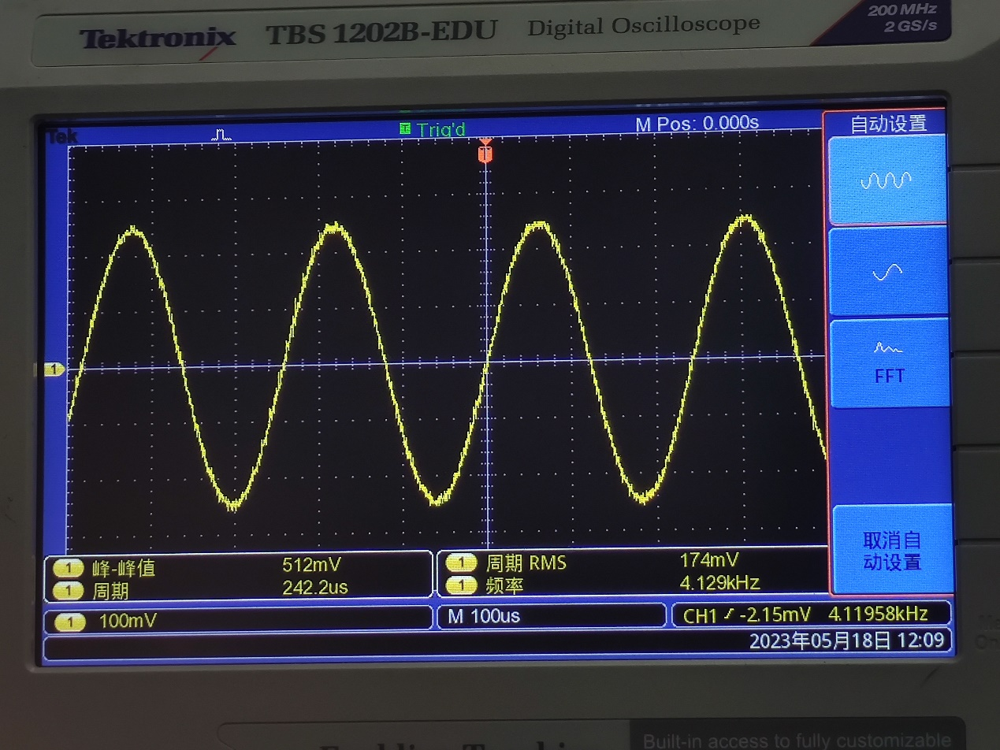 Tektronix TBS 1202B-EDU Digital Oscilloscope
200 MHz
2 GS/s
Tek Trig'd M Pos: 0.000s
自动设置
T
1
FFT
取消自
动设置
1 峰-峰值 512mV
1 周期 242.2us
1 周期 RMS 174mV
1 频率 4.129kHz
1 100mV
M 100us
CH1 -2.15mV 4.11958kHz
2023年05月18日 12:09
Built-in access to fully customizable